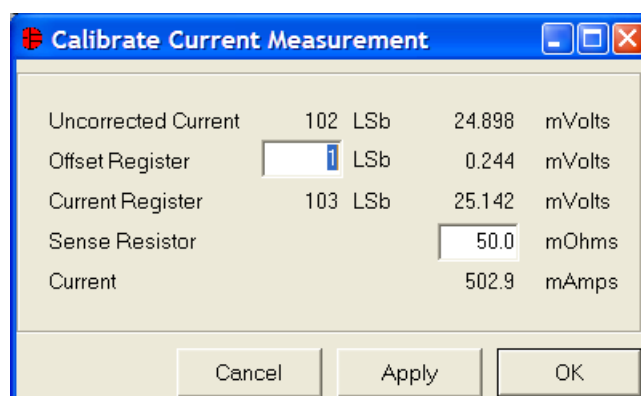 Calibrate Current Measurement
Uncorrected Current 102 LSb 24.898 mVolts
Offset Register 1 LSb 0.244 mVolts
Current Register 103 LSb 25.142 mVolts
Sense Resistor 50.0 mOhms
Current 502.9 mAmps
Cancel Apply OK